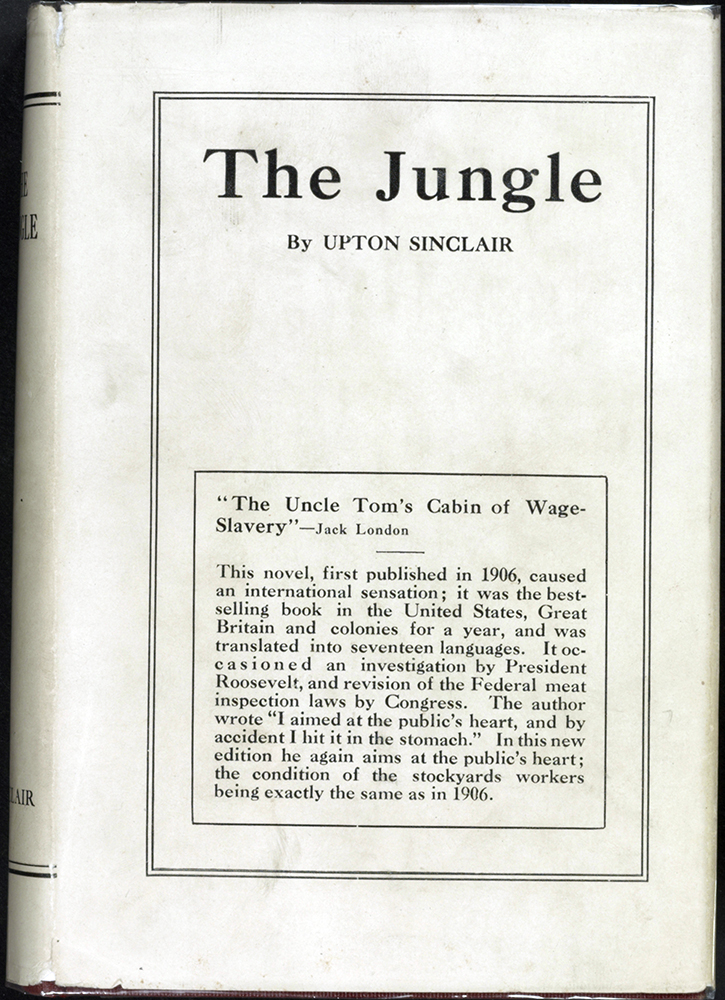 The Jungle
By UPTON SINCLAIR
“The Uncle Tom's Cabin of Wage-
Slavery”—Jack London
This novel, first published in 1906, caused
an international sensation; it was the best-
selling book in the United States, Great
Britain and colonies for a year, and was
translated into seventeen languages. It oc-
casioned an investigation by President
Roosevelt, and revision of the Federal meat
inspection laws by Congress. The author
wrote “I aimed at the public's heart, and by
accident I hit it in the stomach.” In this new
edition he again aims at the public's heart;
the condition of the stockyards workers
being exactly the same as in 1906.